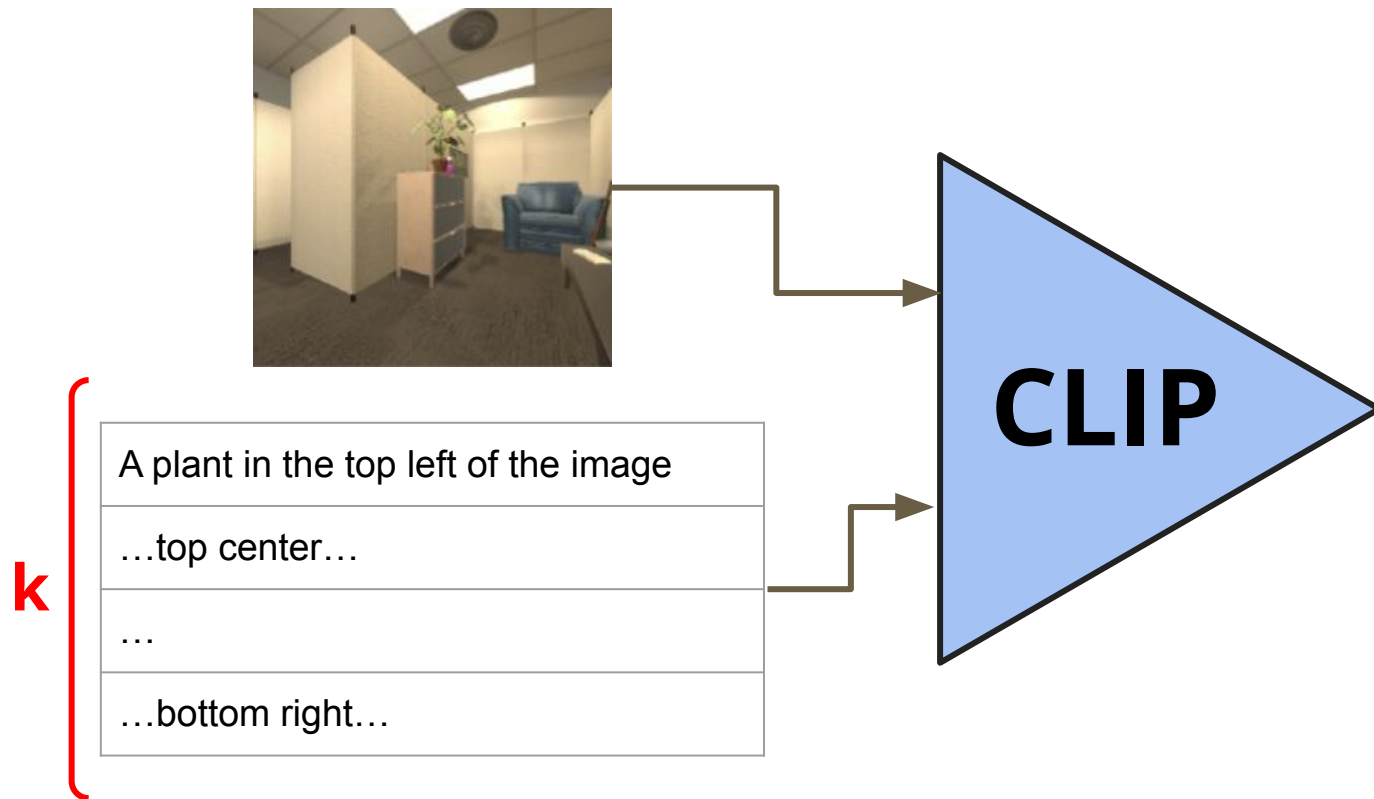 A plant in the top left of the image
…top center…
…
…bottom right…
k
CLIP